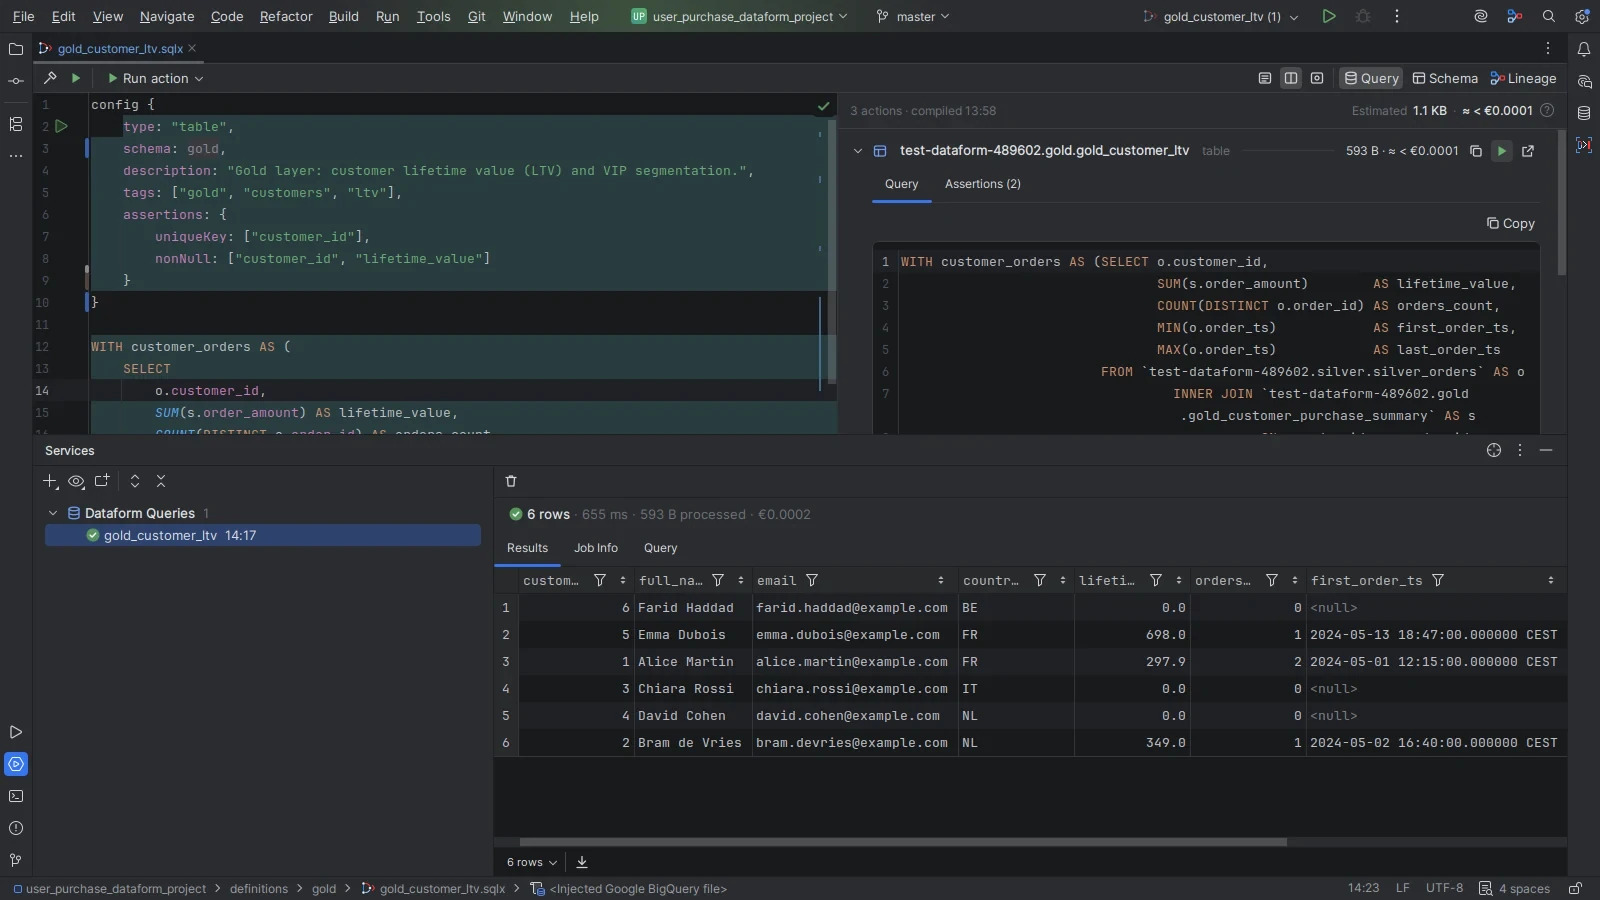 File Edit View Navigate Code Refactor Build Run Tools Git Window Help UP user_purchase_dataform_project master gold_customer_ltv (1)
gold_customer_ltv.sqlx
Run action Query Schema Lineage
1 config {
2 type: "table",
3 schema: gold,
4 description: "Gold layer: customer lifetime value (LTV) and VIP segmentation.",
5 tags: ["gold", "customers", "ltv"],
6 assertions: {
7 uniqueKey: ["customer_id"],
8 nonNull: ["customer_id", "lifetime_value"]
9 }
10 }
11
12 WITH customer_orders AS (
13 SELECT
14 o.customer_id,
15 SUM(s.order_amount) AS lifetime_value,
16 COUNT(DISTINCT o.order_id) AS orders_count
3 actions · compiled 13:58 Estimated 1.1 KB · ≈ < €0.0001
test-dataform-489602.gold.gold_customer_ltv table 593 B · ≈ < €0.0001
Query Assertions (2)
Copy
1 WITH customer_orders AS (SELECT o.customer_id,
2 SUM(s.order_amount) AS lifetime_value,
3 COUNT(DISTINCT o.order_id) AS orders_count,
4 MIN(o.order_ts) AS first_order_ts,
5 MAX(o.order_ts) AS last_order_ts
6 FROM `test-dataform-489602.silver.silver_orders` AS o
7 INNER JOIN `test-dataform-489602.gold
.gold_customer_purchase_summary` AS s
Services
Dataform Queries 1
gold_customer_ltv 14:17
6 rows · 655 ms · 593 B processed · €0.0002
Results Job Info Query
custom... full_na... email countr... lifeti... orders... first_order_ts
1 6 Farid Haddad farid.haddad@example.com BE 0.0 0 <null>
2 5 Emma Dubois emma.dubois@example.com FR 698.0 1 2024-05-13 18:47:00.000000 CEST
3 1 Alice Martin alice.martin@example.com FR 297.9 2 2024-05-01 12:15:00.000000 CEST
4 3 Chiara Rossi chiara.rossi@example.com IT 0.0 0 <null>
5 4 David Cohen david.cohen@example.com NL 0.0 0 <null>
6 2 Bram de Vries bram.devries@example.com NL 349.0 1 2024-05-02 16:40:00.000000 CEST
6 rows
user_purchase_dataform_project > definitions > gold > gold_customer_ltv.sqlx > <Injected Google BigQuery file> 14:23 LF UTF-8 4 spaces